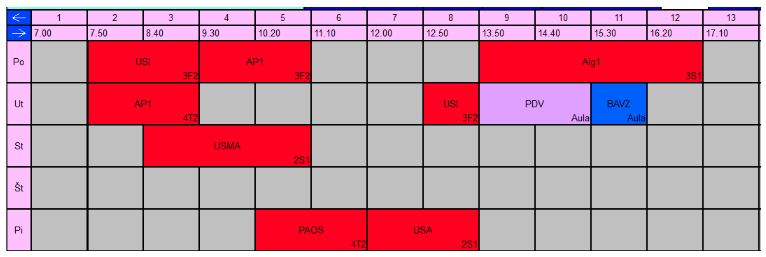 ← 1 2 3 4 5 6 7 8 9 10 11 12 13
→ 7.00 7.50 8.40 9.30 10.20 11.10 12.00 12.50 13.50 14.40 15.30 16.20 17.10
Po USI 3F2 AP1 3F2 Alg1 3S1
Ut AP1 4T2 USI 3F2 PDV Aula BAVZ Aula
St USMA 2S1
Št
Pi PAOS 4T2 USA 2S1